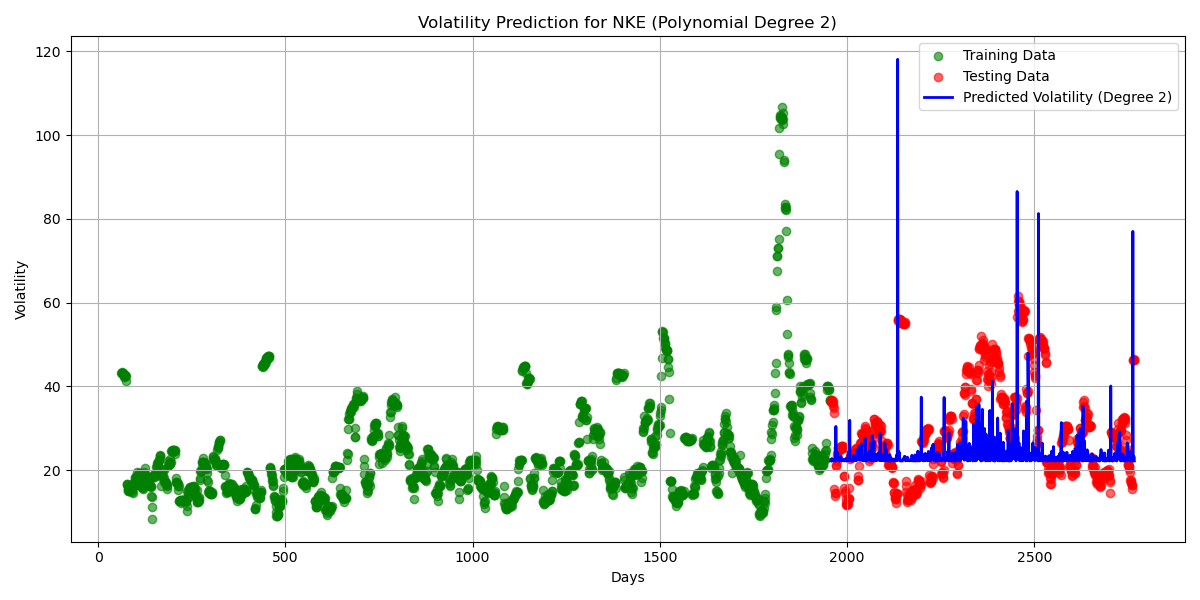 Volatility Prediction for NKE (Polynomial Degree 2)
120
100
80
60
40
20
Volatility
Training Data
Testing Data
Predicted Volatility (Degree 2)
0
500
1000
1500
2000
2500
Days